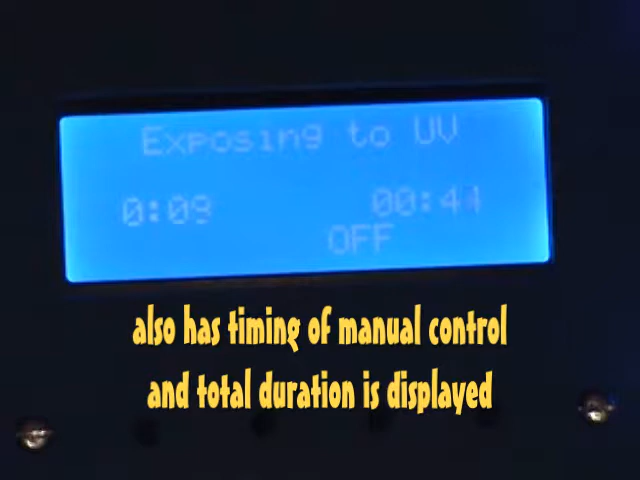 Exposing to UV
0:09 00:44
OFF
also has timing of manual control
and total duration is displayed